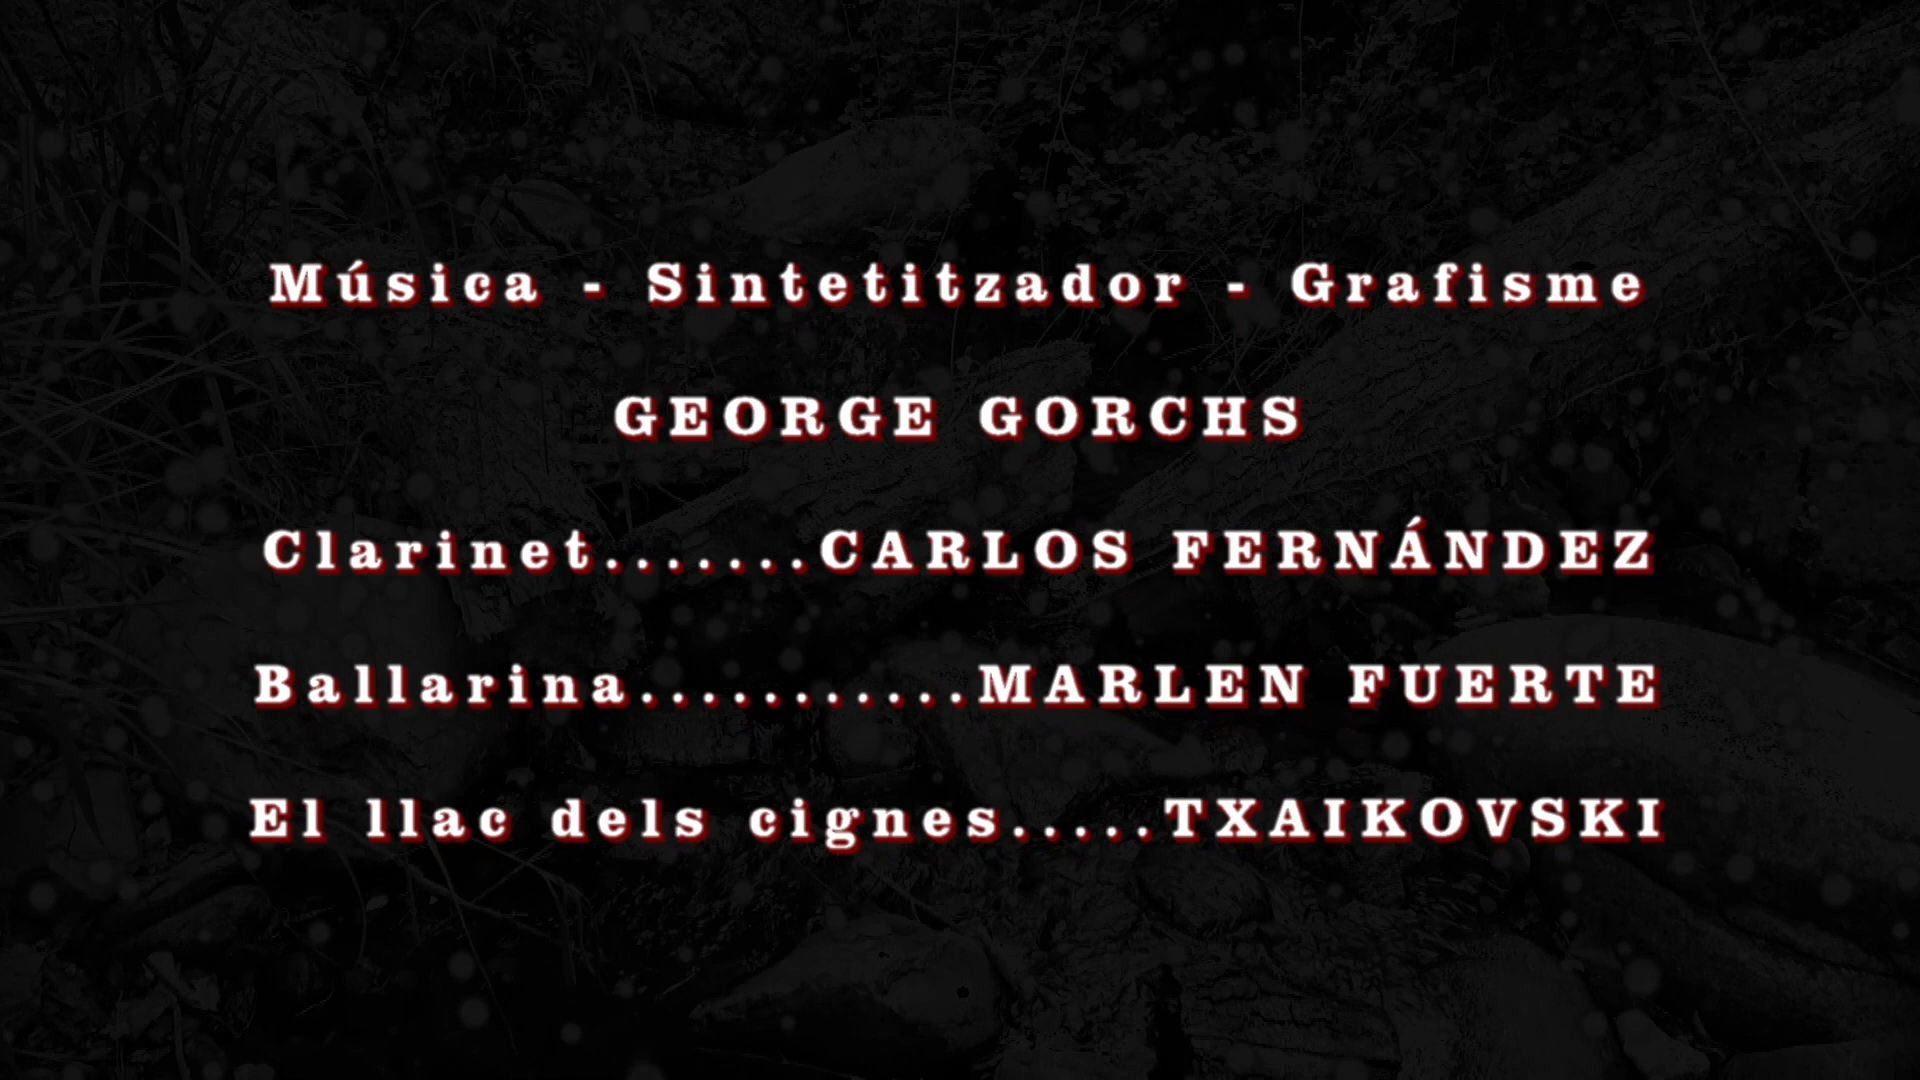 Música - Sintetitzador - Grafisme
GEORGE GORCHS
Clarinet.......CARLOS FERNÁNDEZ
Ballarina...........MARLEN FUERTE
El llac dels cignes.....TXAIKOVSKI